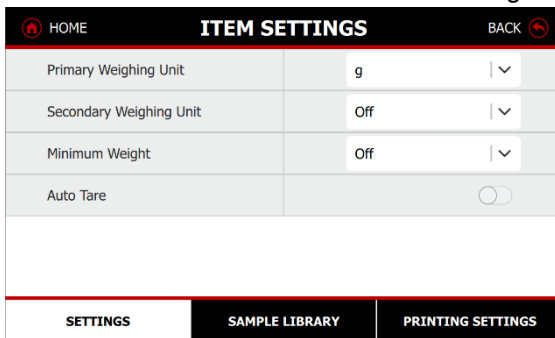 HOME ITEM SETTINGS BACK
Primary Weighing Unit g
Secondary Weighing Unit Off
Minimum Weight Off
Auto Tare
SETTINGS SAMPLE LIBRARY PRINTING SETTINGS